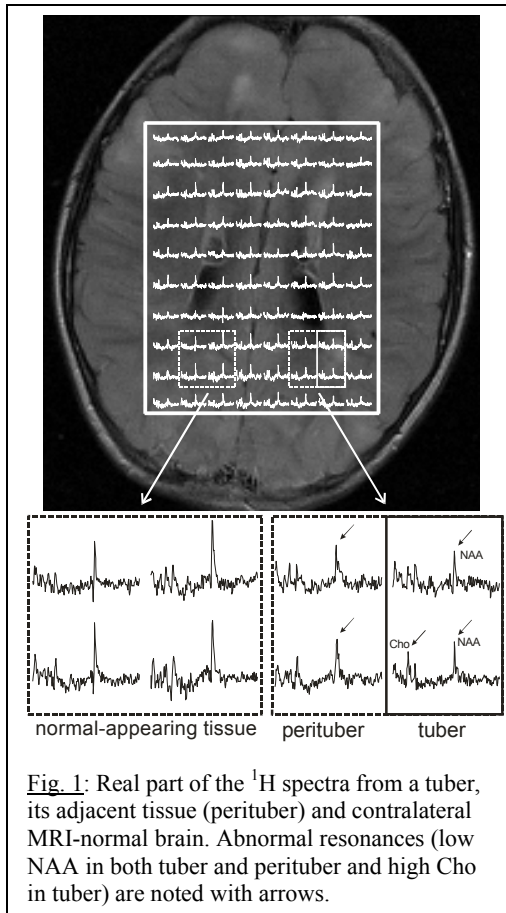 NAA
Cho
NAA
normal-appearing tissue
perituber
tuber
Fig. 1: Real part of the ¹H spectra from a tuber,
its adjacent tissue (perituber) and contralateral
MRI-normal brain. Abnormal resonances (low
NAA in both tuber and perituber and high Cho
in tuber) are noted with arrows.